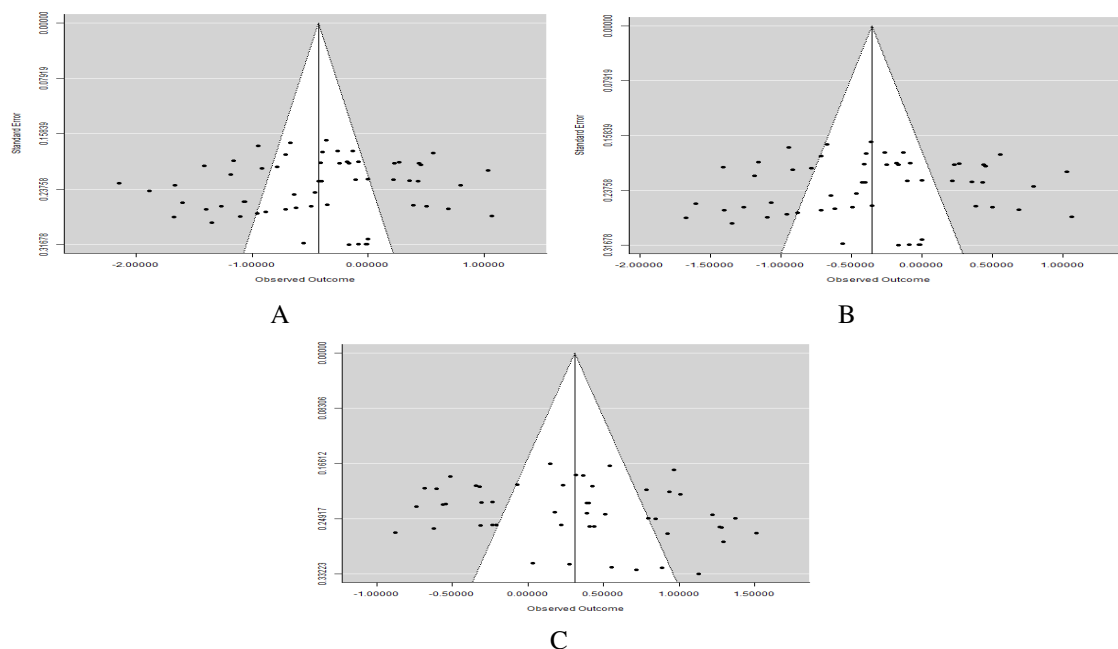 0.00000
0.07919
0.15839
0.23758
0.31678
Standard Error
-2.00000 -1.00000 0.00000 1.00000
Observed Outcome
A
0.00000
0.07919
0.15839
0.23758
0.31678
Standard Error
-2.00000 -1.50000 -1.00000 -0.50000 0.00000 0.50000 1.00000
Observed Outcome
B
0.00000
0.08306
0.16612
0.24917
0.33223
Standard Error
-1.00000 -0.50000 0.00000 0.50000 1.00000 1.50000
Observed Outcome
C